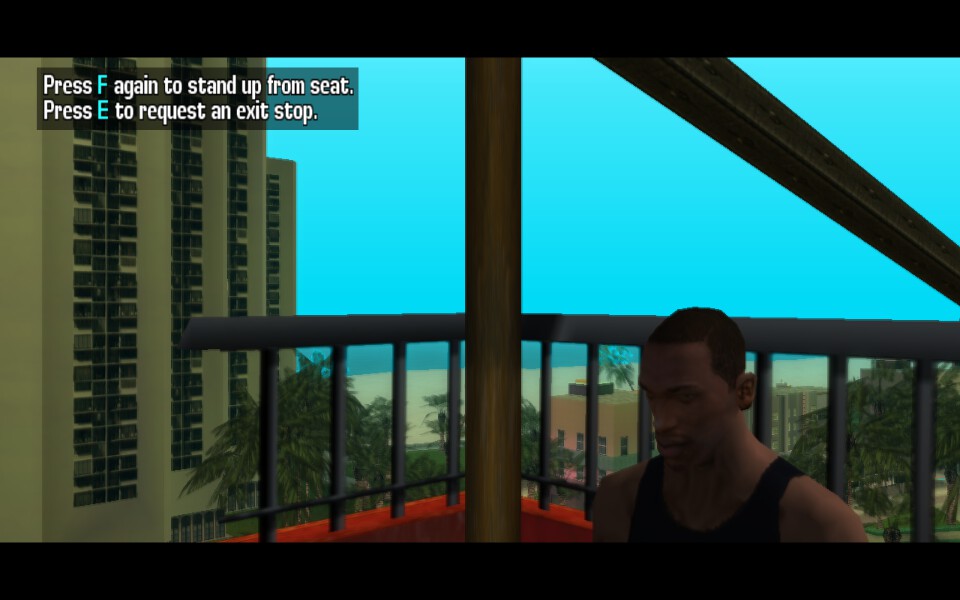 Press F again to stand up from seat.
Press E to request an exit stop.